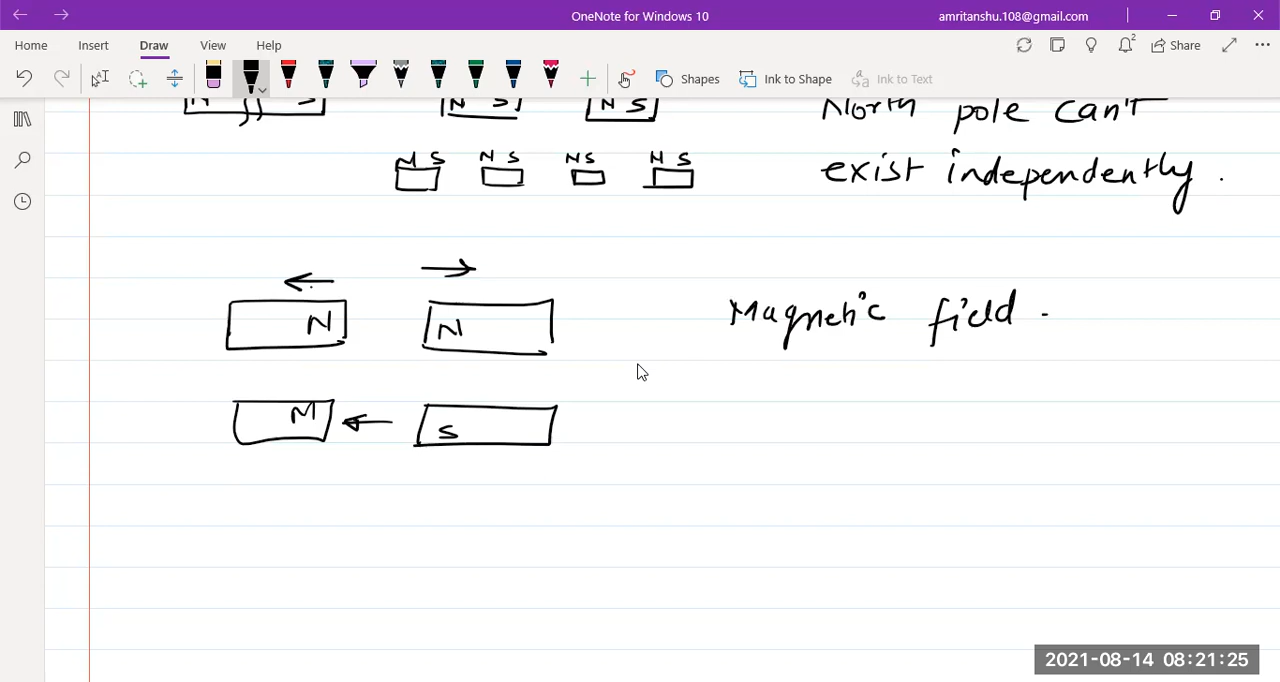 OneNote for Windows 10
amritanshu.108@gmail.com
Home Insert Draw View Help
Share
Shapes Ink to Shape Ink to Text
N S N S N S North pole can't
N S N S N S N S exist independently.
N N Magnetic field.
N S
2021-08-14 08:21:25